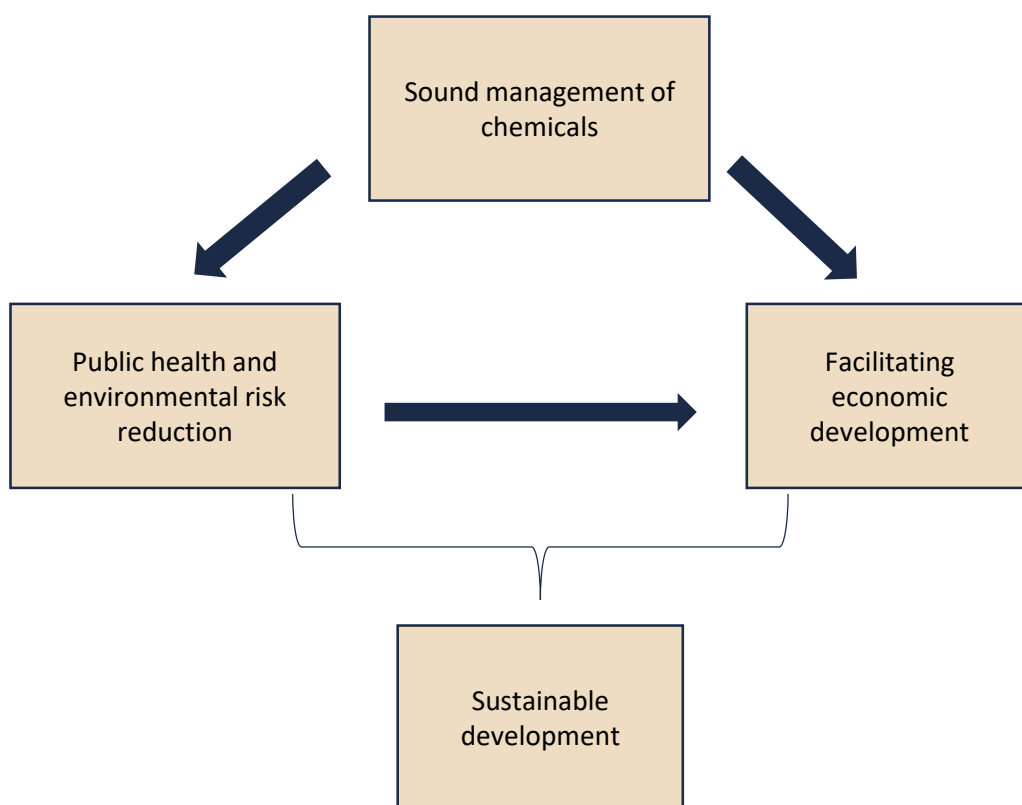 Sound management of
chemicals
Public health and
environmental risk
reduction
Facilitating
economic
development
Sustainable
development